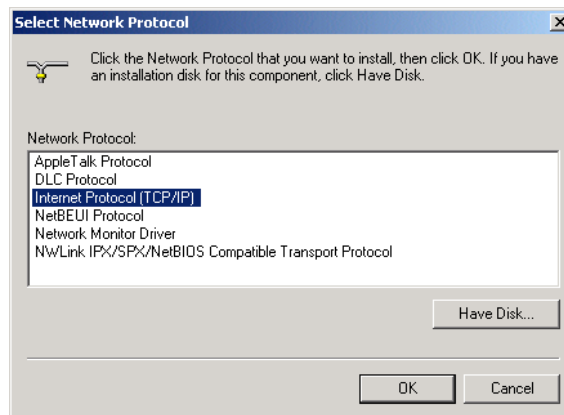 Select Network Protocol
Click the Network Protocol that you want to install, then click OK. If you have
an installation disk for this component, click Have Disk.
Network Protocol:
AppleTalk Protocol
DLC Protocol
Internet Protocol (TCP/IP)
NetBEUI Protocol
Network Monitor Driver
NWLink IPX/SPX/NetBIOS Compatible Transport Protocol
Have Disk...
OK
Cancel